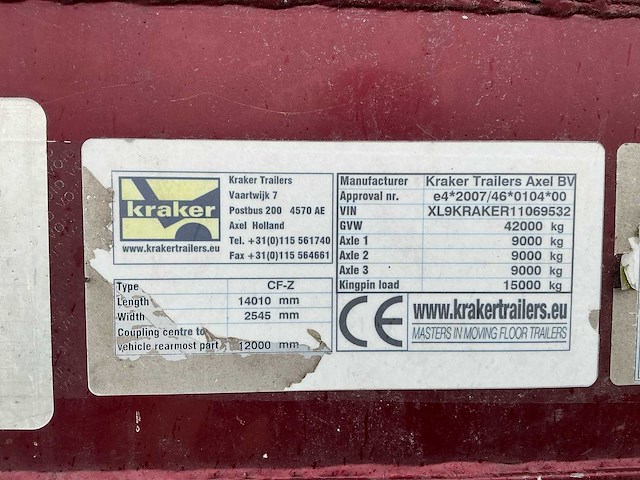 kraker
www.krakertrailers.eu
Kraker Trailers
Vaartwijk 7
Postbus 200 4570 AE
Axel Holland
Tel. +31(0)115 561740
Fax +31(0)115 564661
Type CF-Z
Length 14010 mm
Width 2545 mm
Coupling centre to
vehicle rearmost part 12000 mm
Manufacturer Kraker Trailers Axel BV
Approval nr. e4*2007/46*0104*00
VIN XL9KRAKER11069532
GVW 42000 kg
Axle 1 9000 kg
Axle 2 9000 kg
Axle 3 9000 kg
Kingpin load 15000 kg
CE
www.krakertrailers.eu
MASTERS IN MOVING FLOOR TRAILERS